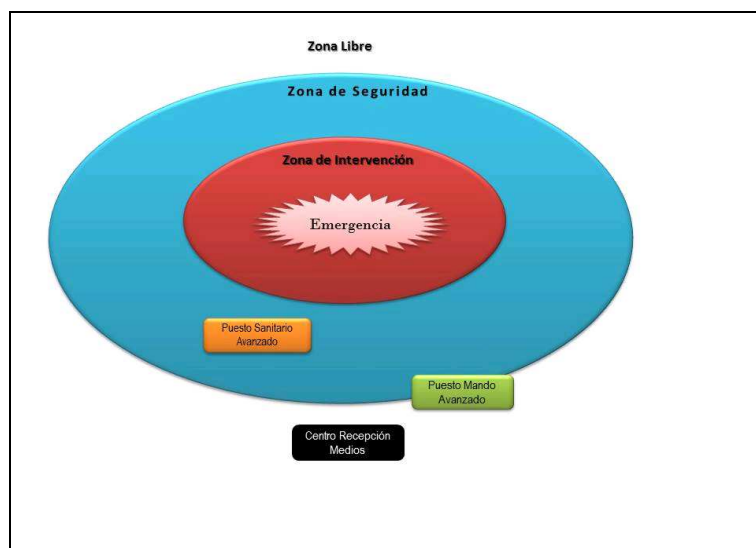 Zona Libre
Zona de Seguridad
Zona de Intervención
Emergencia
Puesto Sanitario
Avanzado
Puesto Mando
Avanzado
Centro Recepción
Medios